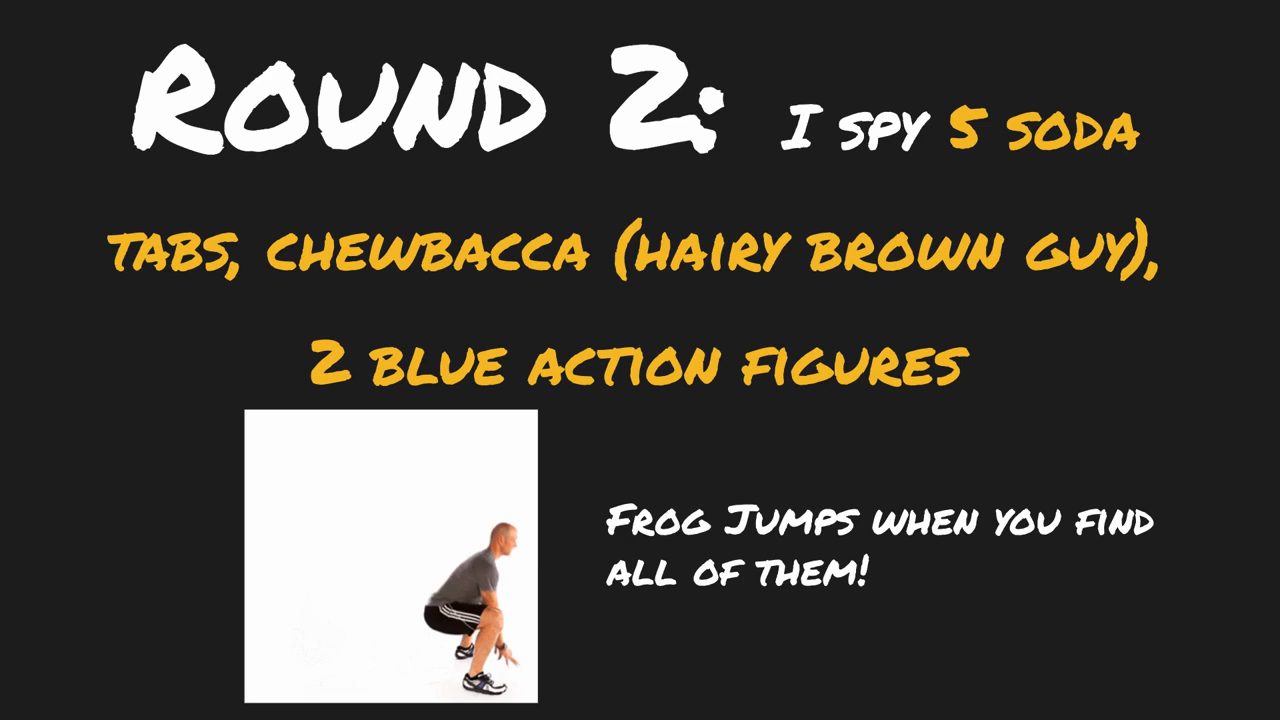 Round 2: I spy 5 soda
tabs, chewbacca (hairy brown guy),
2 blue action figures
Frog Jumps when you find
all of them!